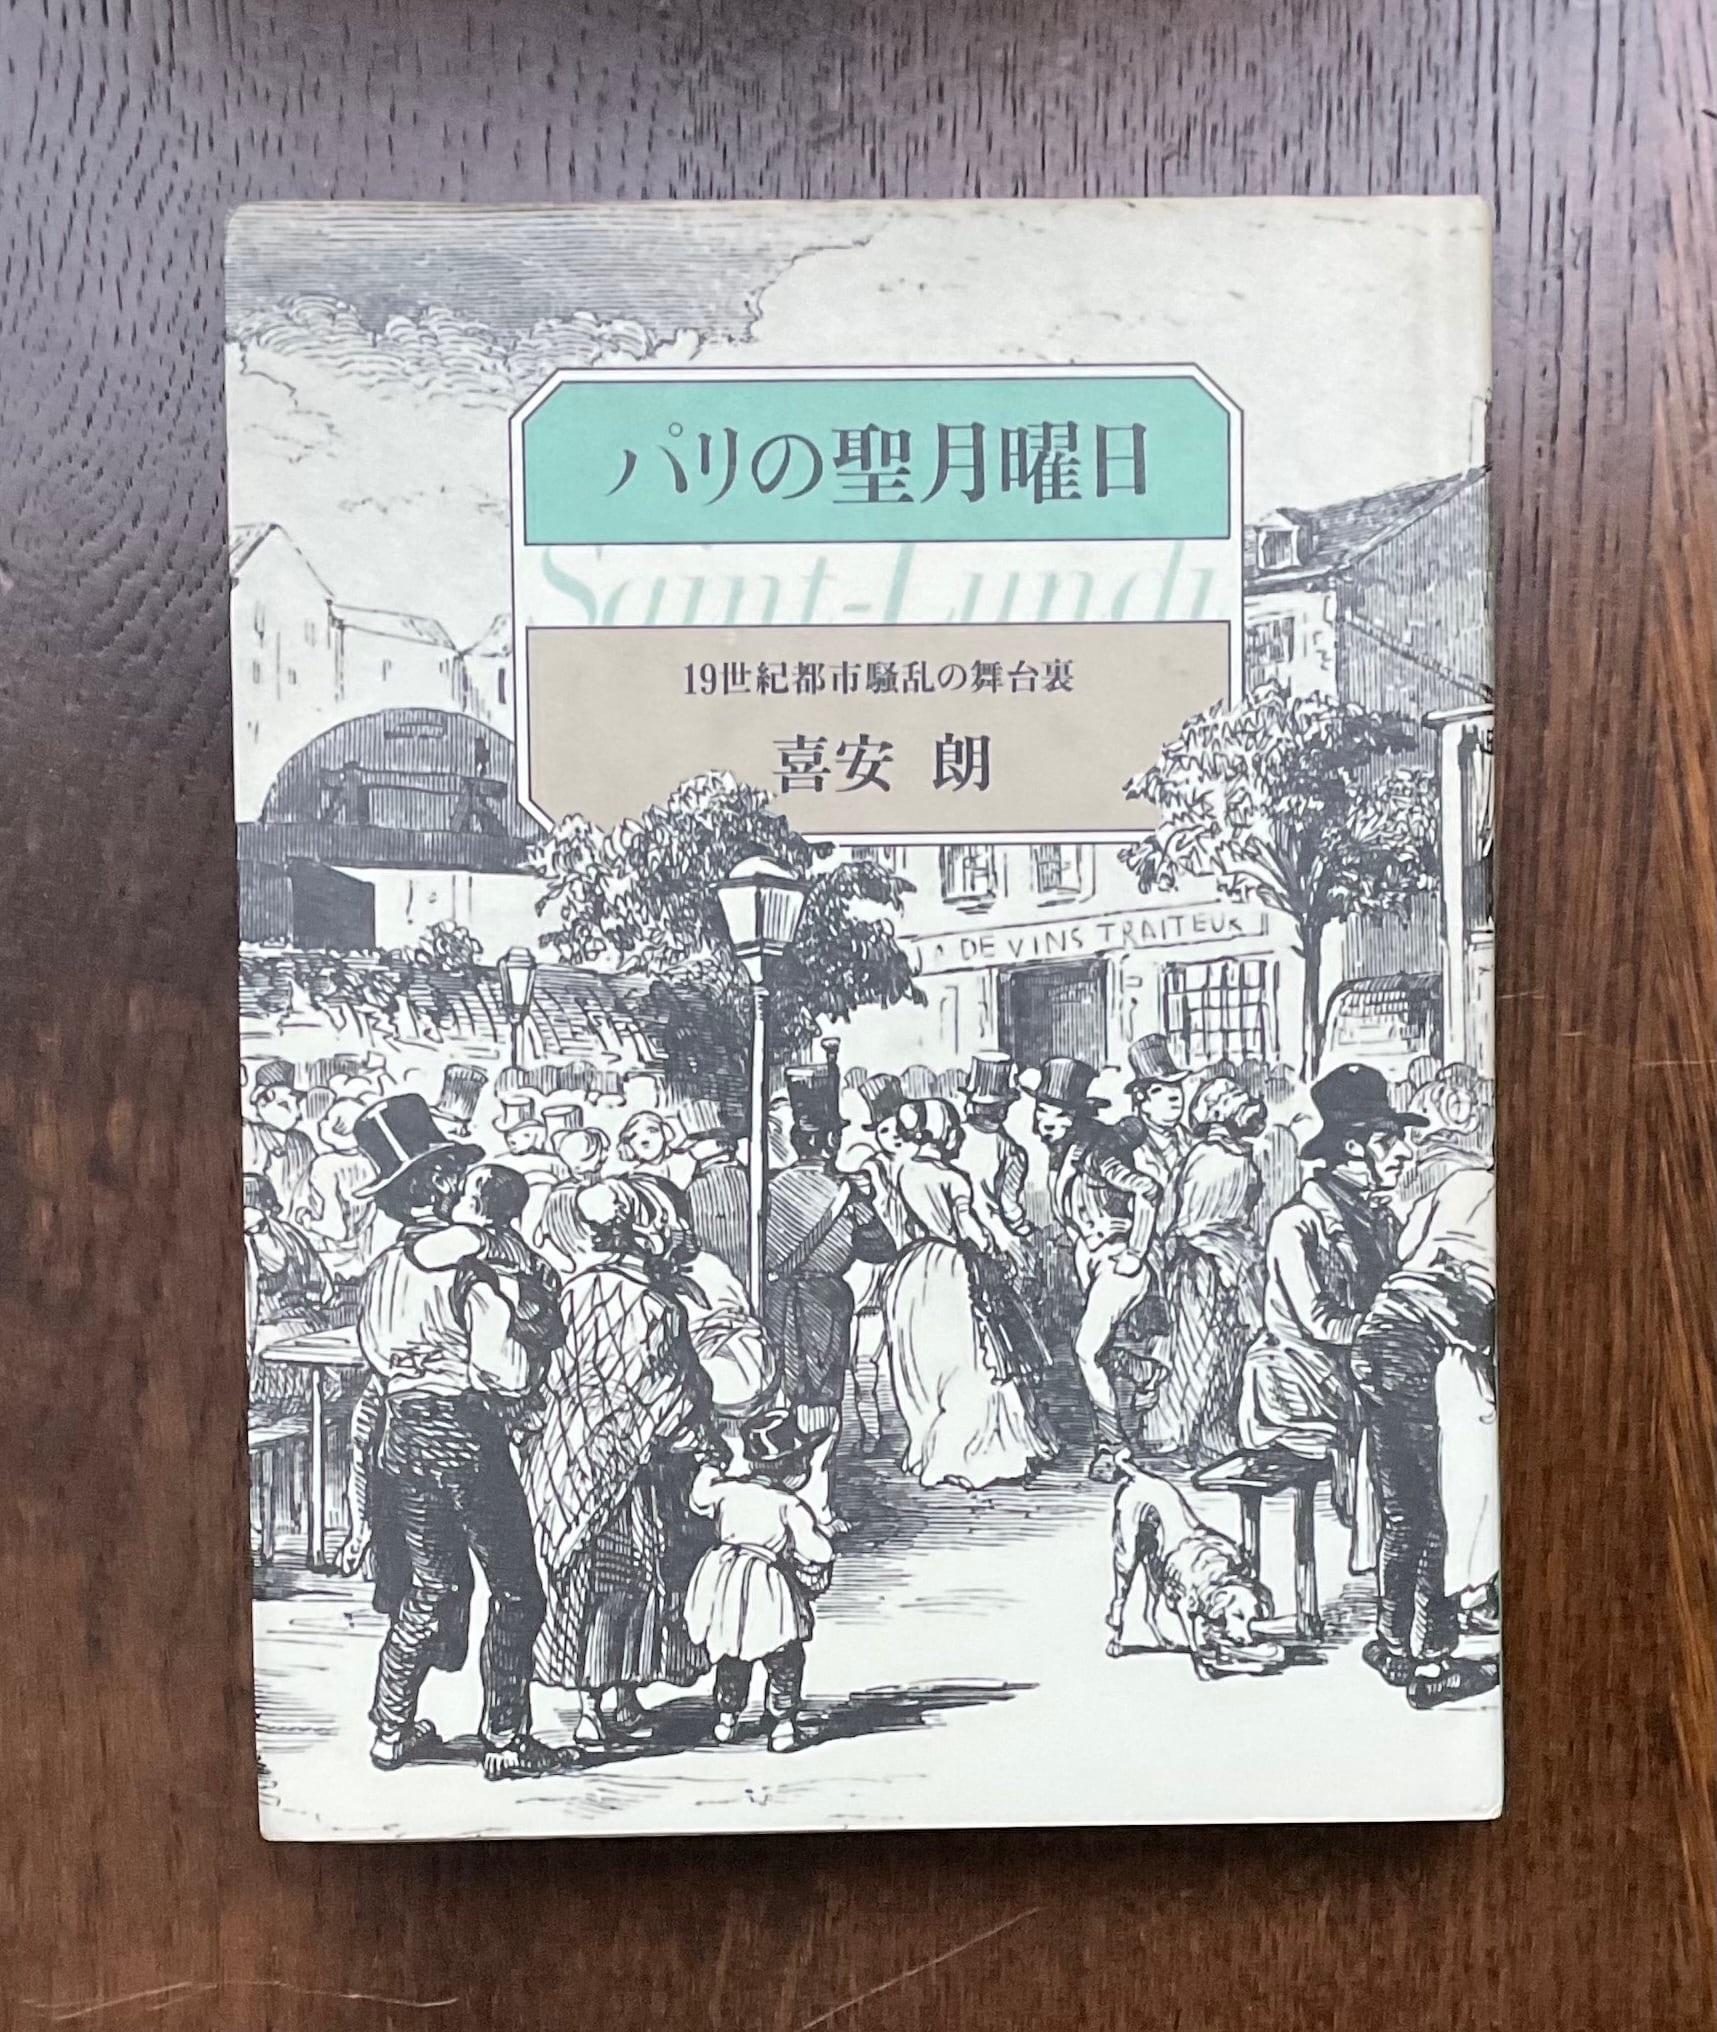 パリの聖月曜日
Saint-Lundi
19世紀都市騒乱の舞台裏
喜安 朗
DE VINS TRAITEUR